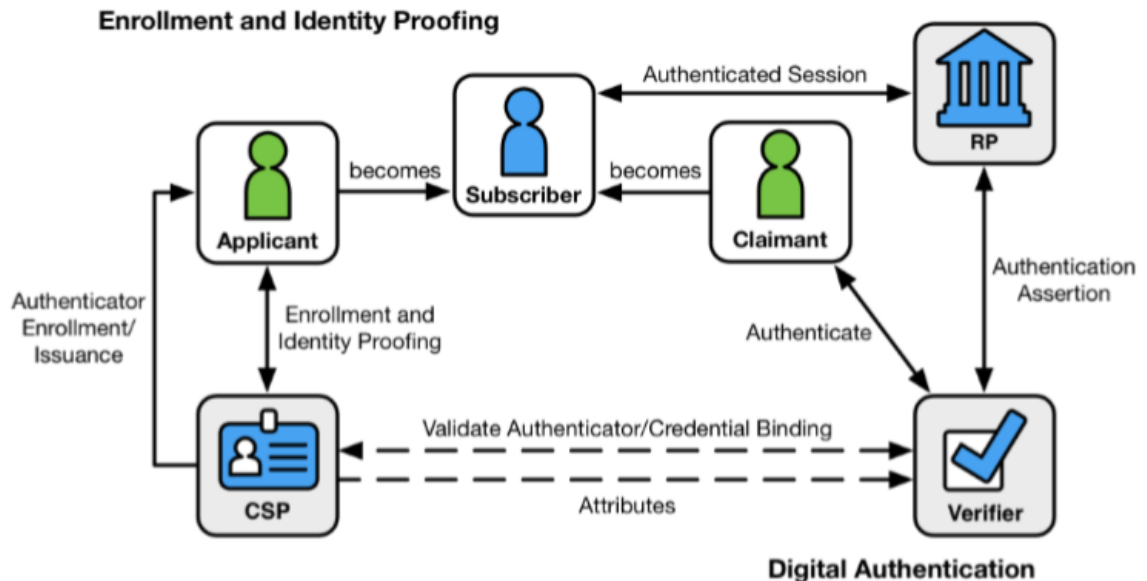 Enrollment and Identity Proofing
Authenticated Session
RP
becomes
Subscriber
becomes
Applicant
Claimant
Authenticator
Enrollment/
Issuance
Enrollment and
Identity Proofing
Authenticate
Authentication
Assertion
Validate Authenticator/Credential Binding
Attributes
CSP
Verifier
Digital Authentication